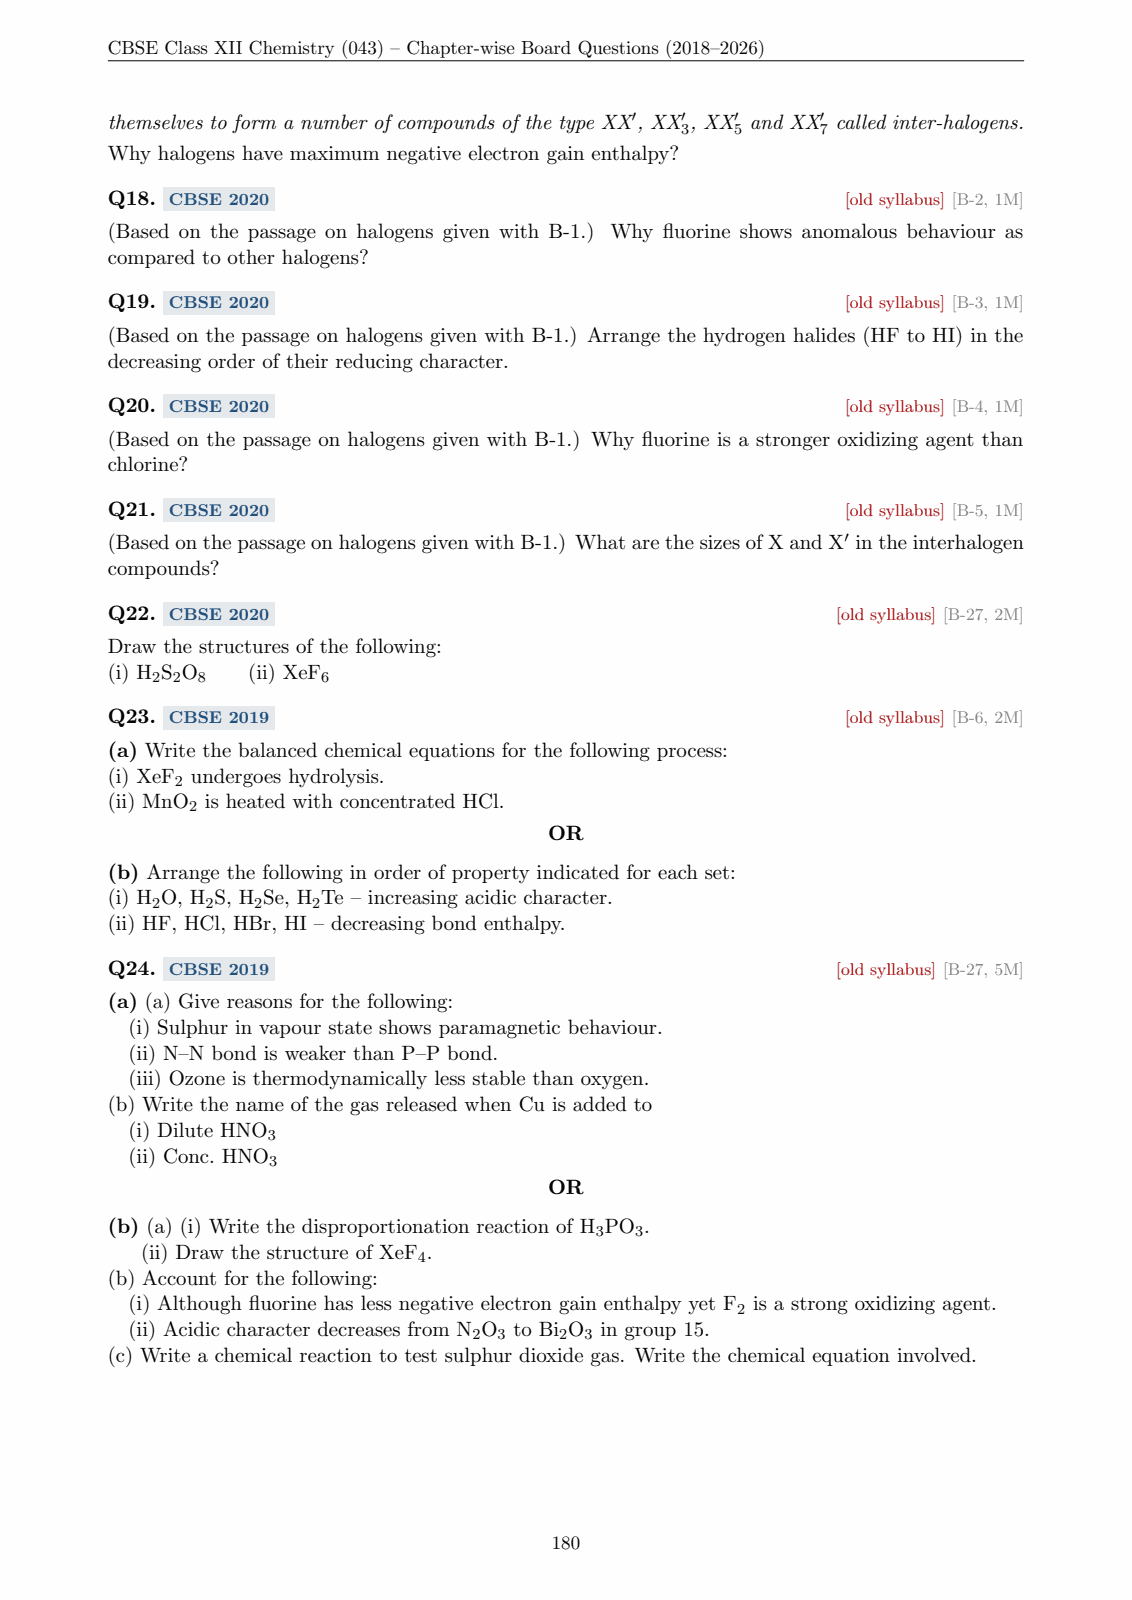 CBSE Class XII Chemistry (043) – Chapter-wise Board Questions (2018–2026)
themselves to form a number of compounds of the type XX′, XX′₃, XX′₅ and XX′₇ called inter-halogens.
Why halogens have maximum negative electron gain enthalpy?
Q18. CBSE 2020 [old syllabus] [B-2, 1M]
(Based on the passage on halogens given with B-1.) Why fluorine shows anomalous behaviour as
compared to other halogens?
Q19. CBSE 2020 [old syllabus] [B-3, 1M]
(Based on the passage on halogens given with B-1.) Arrange the hydrogen halides (HF to HI) in the
decreasing order of their reducing character.
Q20. CBSE 2020 [old syllabus] [B-4, 1M]
(Based on the passage on halogens given with B-1.) Why fluorine is a stronger oxidizing agent than
chlorine?
Q21. CBSE 2020 [old syllabus] [B-5, 1M]
(Based on the passage on halogens given with B-1.) What are the sizes of X and X′ in the interhalogen
compounds?
Q22. CBSE 2020 [old syllabus] [B-27, 2M]
Draw the structures of the following:
(i) H₂S₂O₈ (ii) XeF₆
Q23. CBSE 2019 [old syllabus] [B-6, 2M]
(a) Write the balanced chemical equations for the following process:
(i) XeF₂ undergoes hydrolysis.
(ii) MnO₂ is heated with concentrated HCl.
OR
(b) Arrange the following in order of property indicated for each set:
(i) H₂O, H₂S, H₂Se, H₂Te – increasing acidic character.
(ii) HF, HCl, HBr, HI – decreasing bond enthalpy.
Q24. CBSE 2019 [old syllabus] [B-27, 5M]
(a) (a) Give reasons for the following:
(i) Sulphur in vapour state shows paramagnetic behaviour.
(ii) N–N bond is weaker than P–P bond.
(iii) Ozone is thermodynamically less stable than oxygen.
(b) Write the name of the gas released when Cu is added to
(i) Dilute HNO₃
(ii) Conc. HNO₃
OR
(b) (a) (i) Write the disproportionation reaction of H₃PO₃.
(ii) Draw the structure of XeF₄.
(b) Account for the following:
(i) Although fluorine has less negative electron gain enthalpy yet F₂ is a strong oxidizing agent.
(ii) Acidic character decreases from N₂O₃ to Bi₂O₃ in group 15.
(c) Write a chemical reaction to test sulphur dioxide gas. Write the chemical equation involved.
180